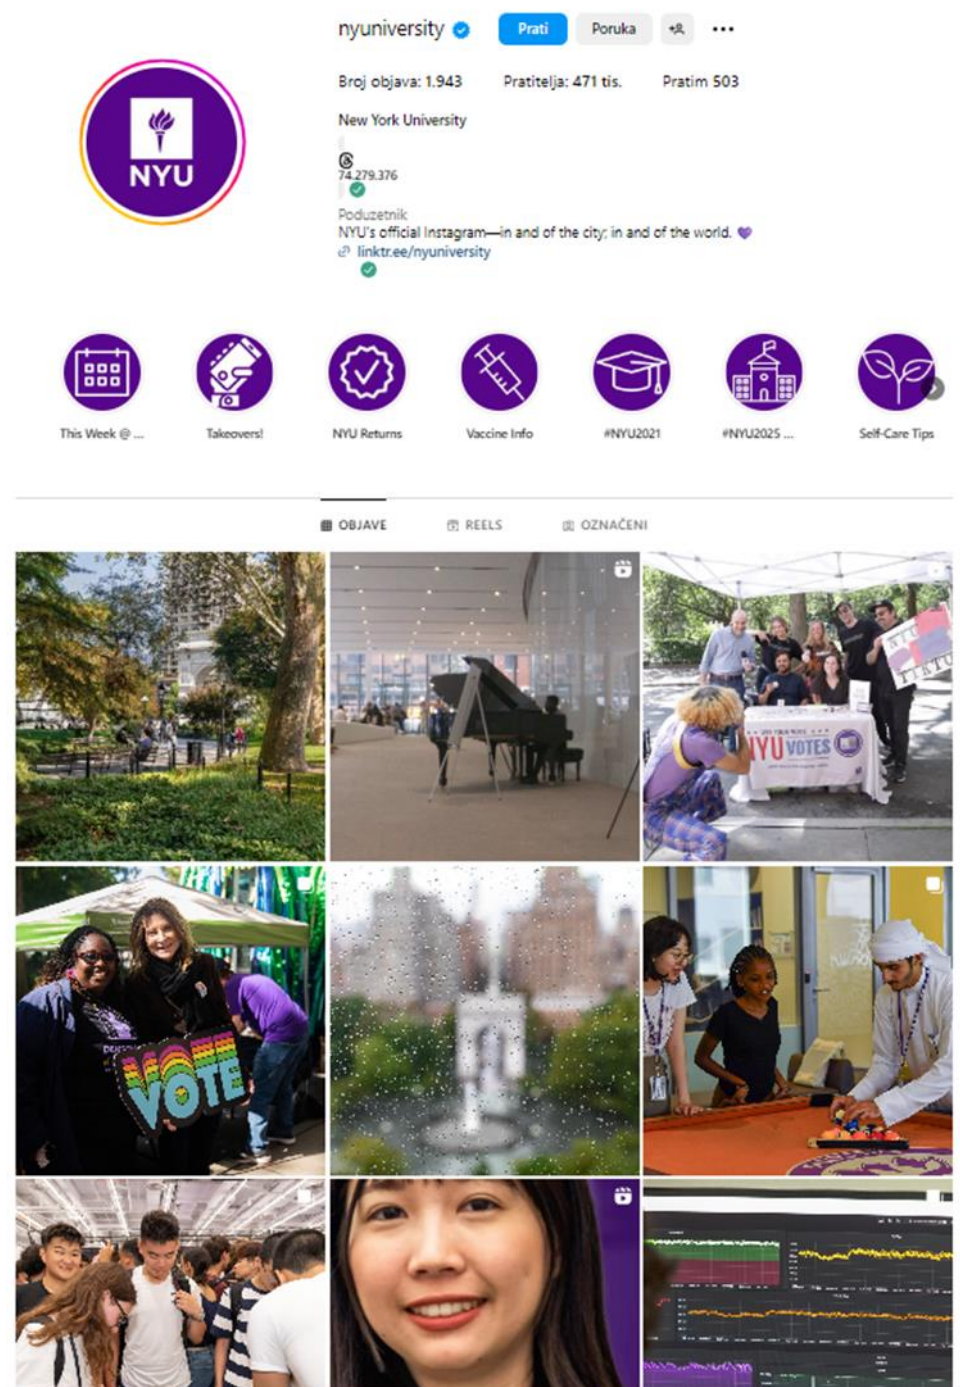 nyuniversity
Prati
Poruka
Broj objava: 1.943 Pratitelja: 471 tis. Pratim 503
New York University
74.279.376
Poduzetnik
NYU's official Instagram—in and of the city; in and of the world. 💜
linktr.ee/nyuniversity
NYU
This Week @ ...
Takeovers!
NYU Returns
Vaccine Info
#NYU2021
#NYU2025 ...
Self-Care Tips
OBJAVE
REELS
OZNAČENI
NYU VOTES
VOTE